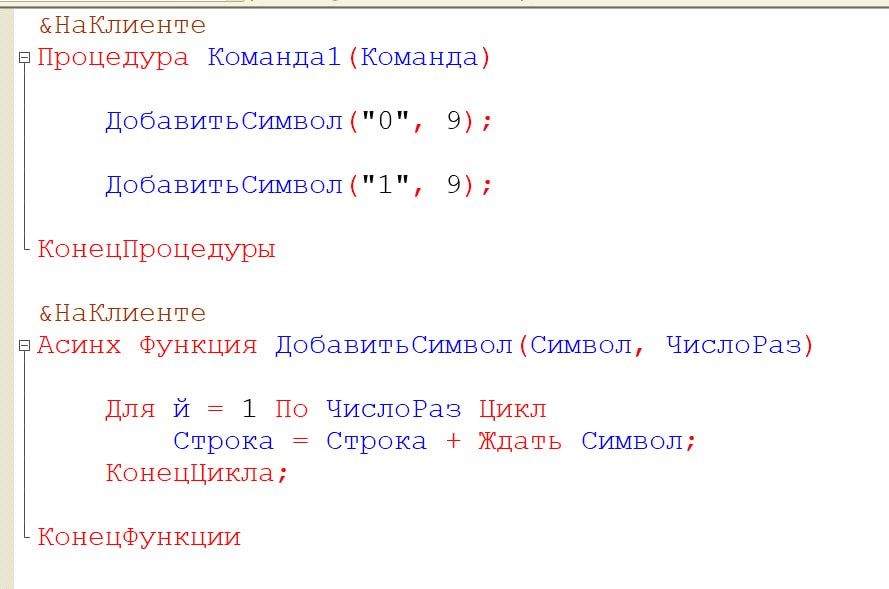 &НаКлиенте
Процедура Команда1(Команда)
ДобавитьСимвол("0", 9);
ДобавитьСимвол("1", 9);
КонецПроцедуры
&НаКлиенте
Асинх Функция ДобавитьСимвол(Символ, ЧислоРаз)
Для й = 1 По ЧислоРаз Цикл
Строка = Строка + Ждать Символ;
КонецЦикла;
КонецФункции